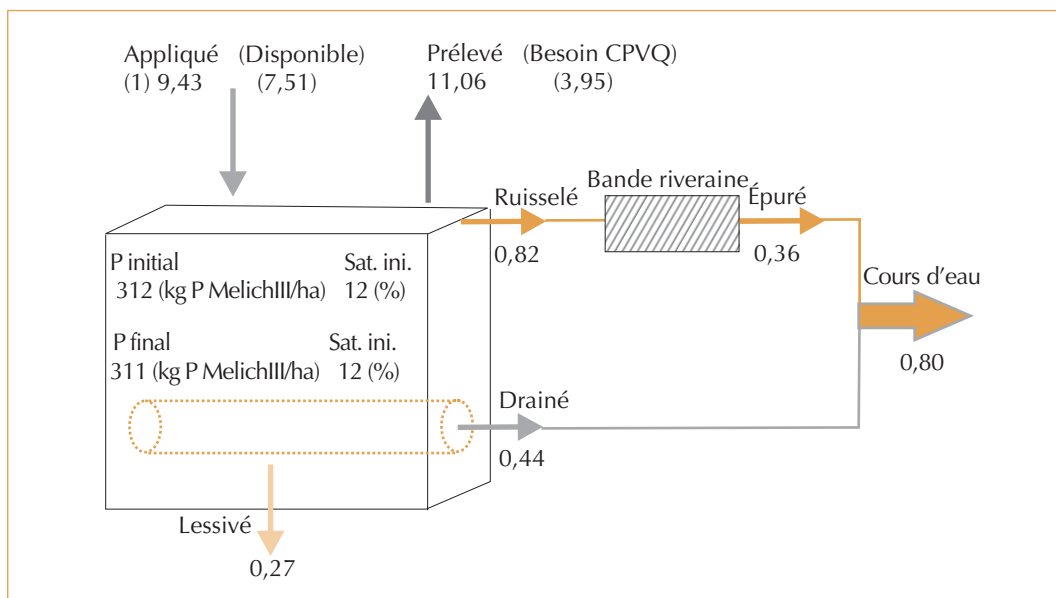 Appliqué (Disponible)
(1) 9,43 (7,51)
Prélevé (Besoin CPVQ)
11,06 (3,95)
Ruisselé
0,82
Bande riveraine
Épuré
0,36
P initial Sat. ini.
312 (kg P MelichIII/ha) 12 (%)
P final Sat. ini.
311 (kg P MelichIII/ha) 12 (%)
Cours d'eau
0,80
Drainé
0,44
Lessivé
0,27